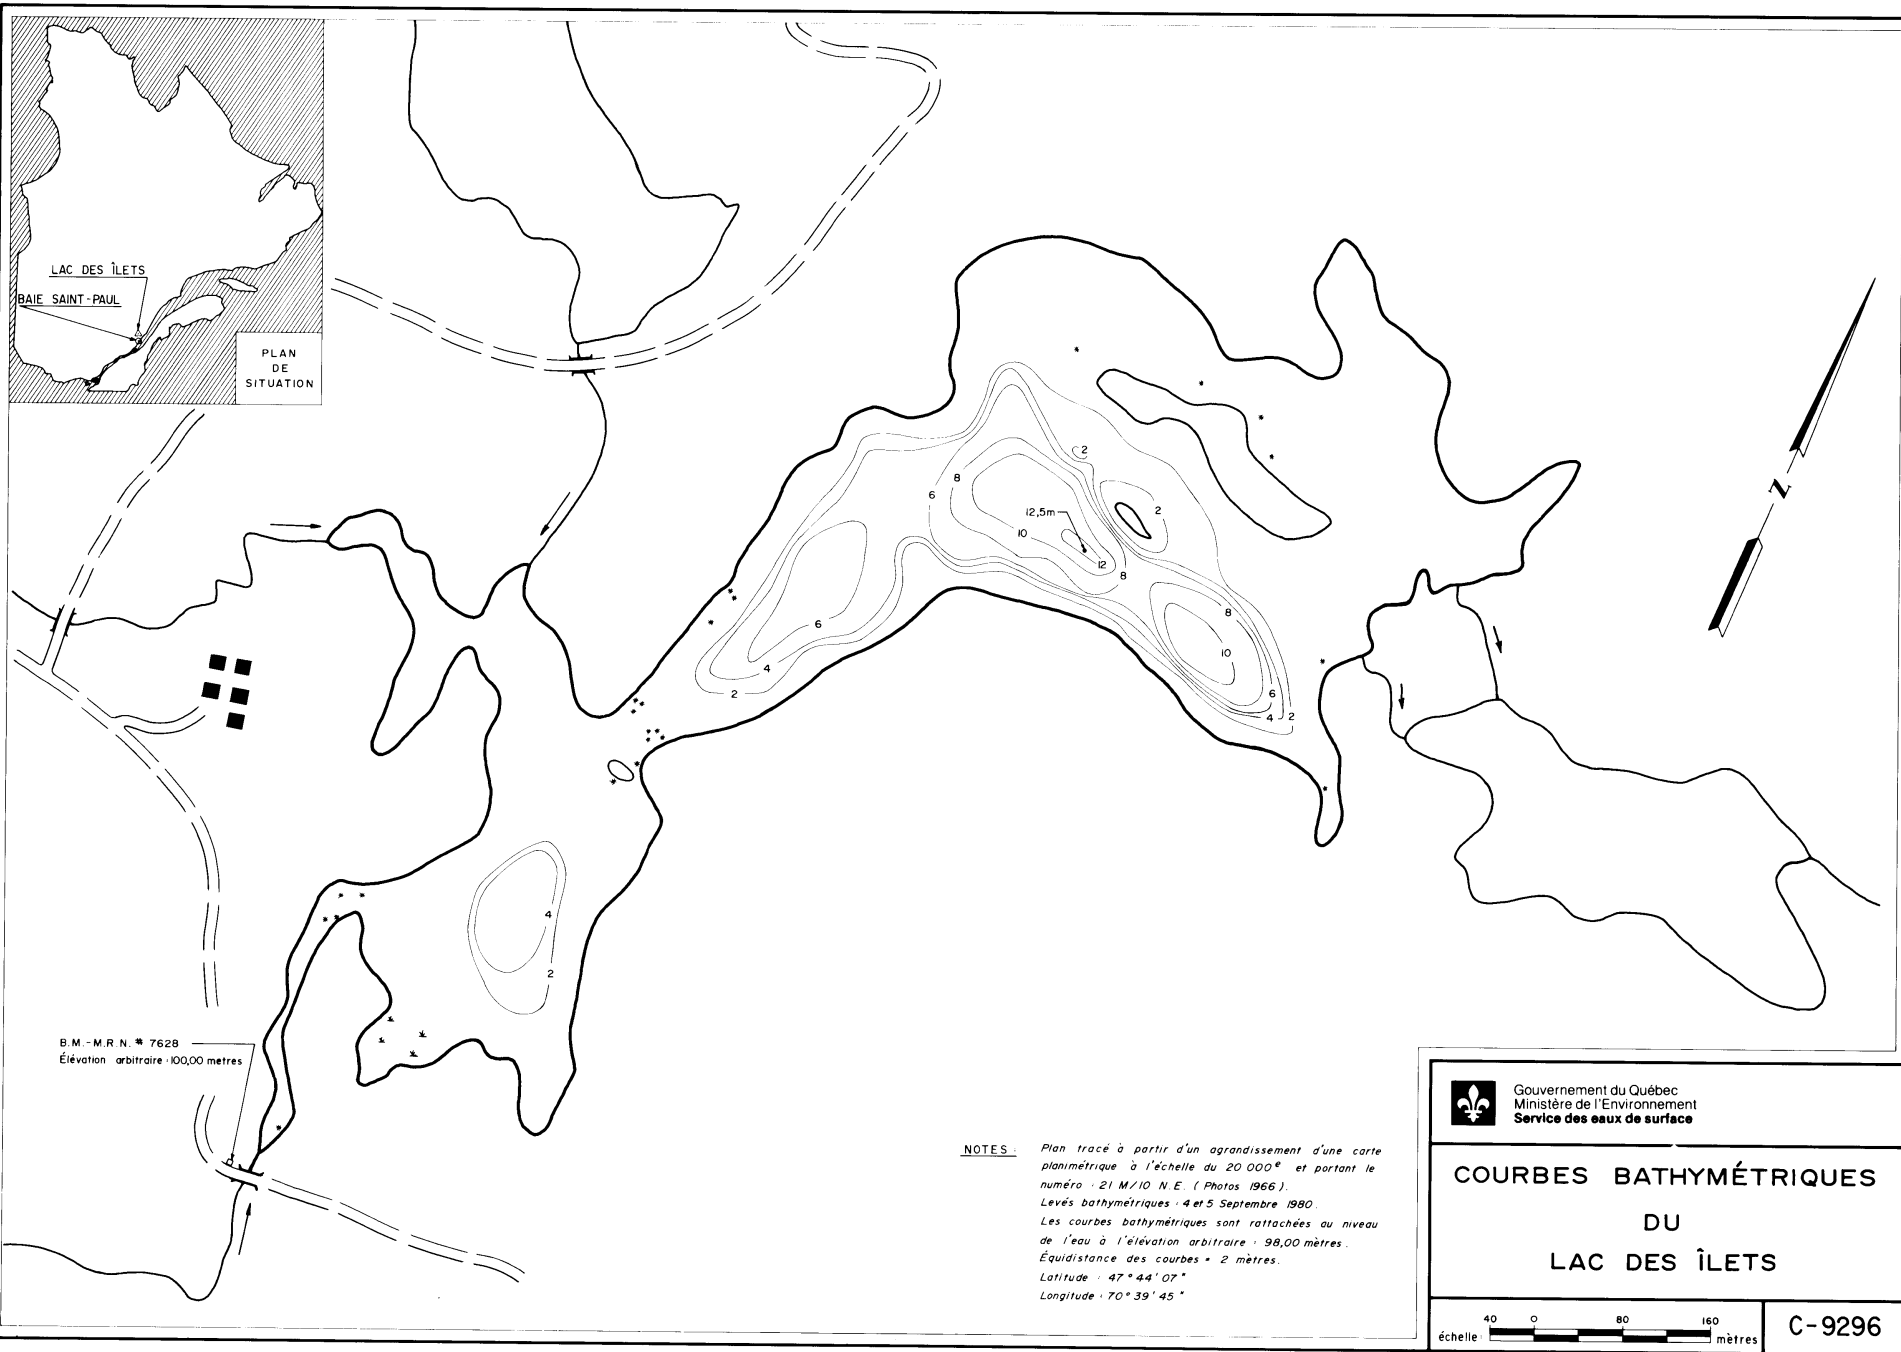 LAC DES ÎLETS
BAIE SAINT-PAUL
PLAN
DE
SITUATION
2
8
6
2
12,5m
10
12
8
8
6
10
4
6
2
4 2
4
2
N
B.M.-M.R.N. # 7628
Élévation arbitraire : 100,00 metres
NOTES :
Plan tracé à partir d'un agrandissement d'une carte
planimétrique à l'échelle du 20 000e et portant le
numéro : 21 M/10 N.E. ( Photos 1966 ).
Levés bathymétriques : 4 et 5 Septembre 1980.
Les courbes bathymétriques sont rattachées au niveau
de l'eau à l'élévation arbitraire : 98,00 mètres.
Équidistance des courbes = 2 mètres.
Latitude : 47° 44' 07"
Longitude : 70° 39' 45"
Gouvernement du Québec
Ministère de l'Environnement
Service des eaux de surface
COURBES BATHYMÉTRIQUES
DU
LAC DES ÎLETS
échelle : 40 0 80 160 mètres
C-9296